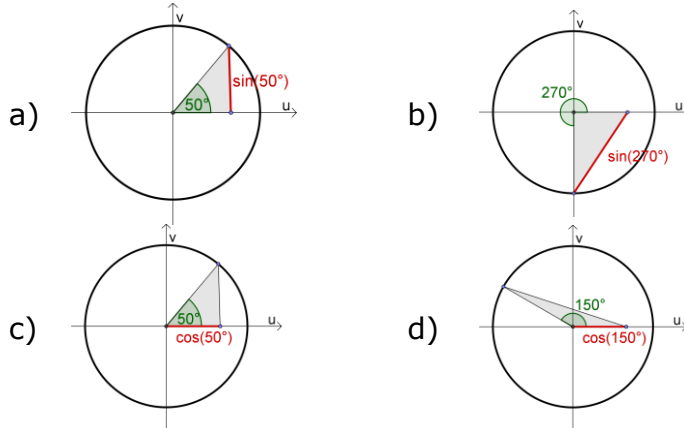 a)
v
sin(50°)
50°
u
b)
v
270°
u
sin(270°)
c)
v
50°
u
cos(50°)
d)
v
150°
u
cos(150°)